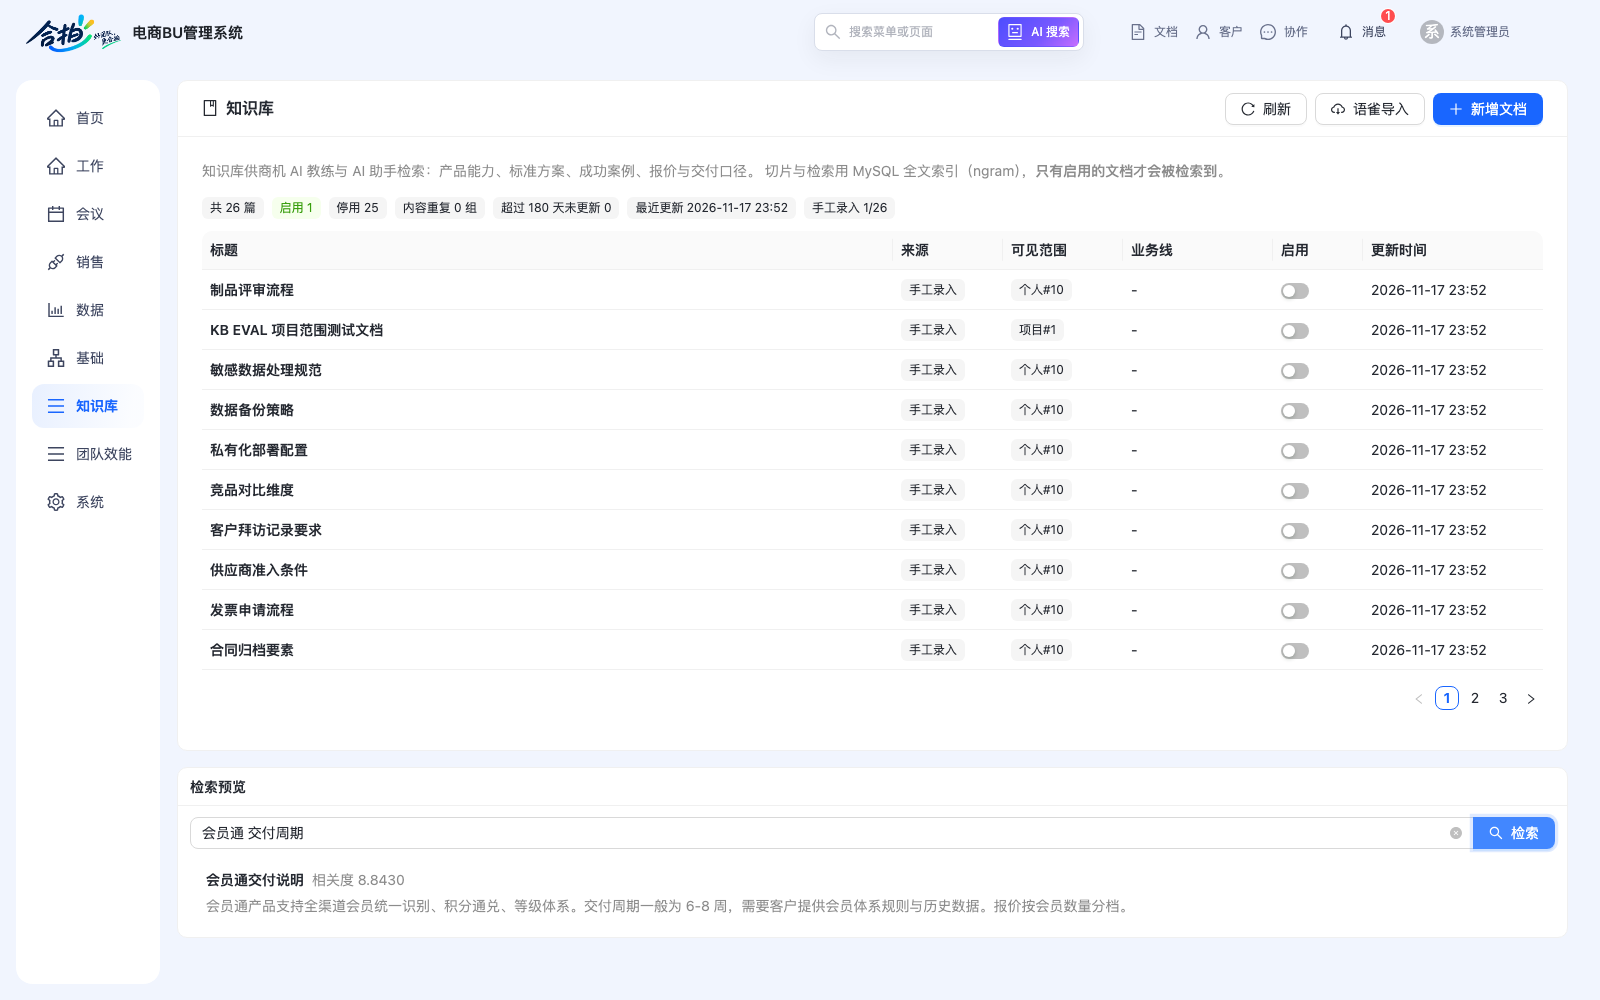 合拍
电商BU管理系统
搜索菜单或页面
AI 搜索
文档
客户
协作
消息
1
系
系统管理员
首页
工作
会议
销售
数据
基础
知识库
团队效能
系统
知识库
刷新
语雀导入
新增文档
知识库供商机 AI 教练与 AI 助手检索：产品能力、标准方案、成功案例、报价与交付口径。 切片与检索用 MySQL 全文索引（ngram），只有启用的文档才会被检索到。
共 26 篇 启用 1 停用 25 内容重复 0 组 超过 180 天未更新 0 最近更新 2026-11-17 23:52 手工录入 1/26
标题 来源 可见范围 业务线 启用 更新时间
制品评审流程 手工录入 个人#10 - 2026-11-17 23:52
KB EVAL 项目范围测试文档 手工录入 项目#1 - 2026-11-17 23:52
敏感数据处理规范 手工录入 个人#10 - 2026-11-17 23:52
数据备份策略 手工录入 个人#10 - 2026-11-17 23:52
私有化部署配置 手工录入 个人#10 - 2026-11-17 23:52
竞品对比维度 手工录入 个人#10 - 2026-11-17 23:52
客户拜访记录要求 手工录入 个人#10 - 2026-11-17 23:52
供应商准入条件 手工录入 个人#10 - 2026-11-17 23:52
发票申请流程 手工录入 个人#10 - 2026-11-17 23:52
合同归档要素 手工录入 个人#10 - 2026-11-17 23:52
1 2 3
检索预览
会员通 交付周期
检索
会员通交付说明 相关度 8.8430
会员通产品支持全渠道会员统一识别、积分通兑、等级体系。交付周期一般为 6-8 周，需要客户提供会员体系规则与历史数据。报价按会员数量分档。